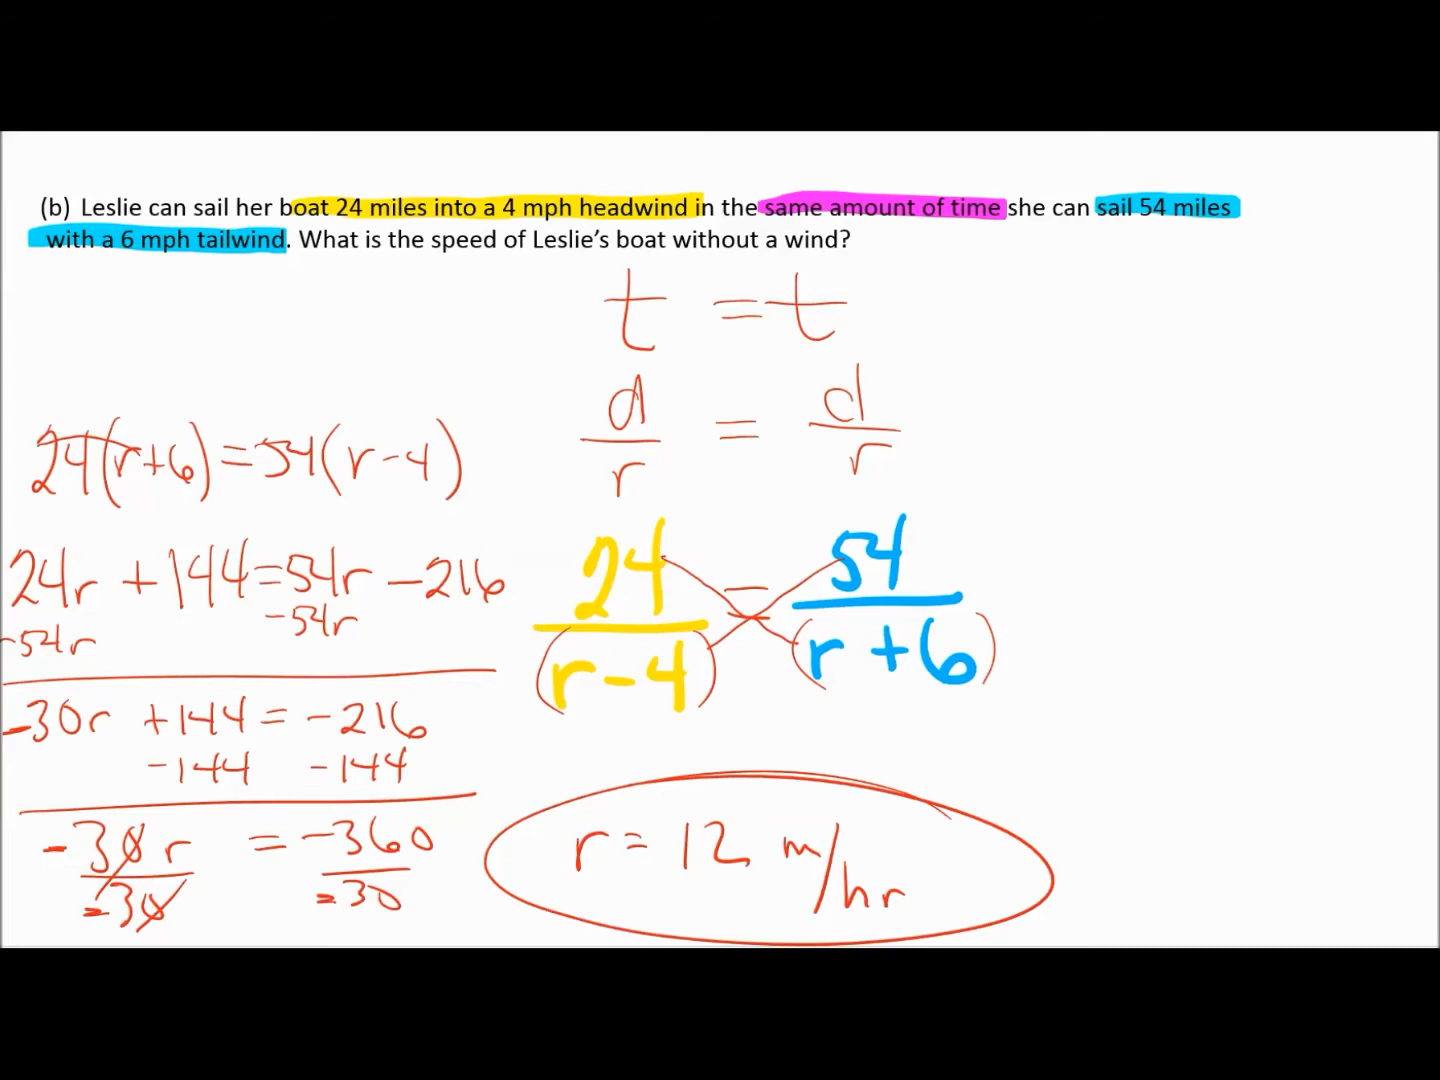 (b) Leslie can sail her boat 24 miles into a 4 mph headwind in the same amount of time she can sail 54 miles
with a 6 mph tailwind. What is the speed of Leslie’s boat without a wind?
t = t
d/r = d/r
24/(r-4) = 54/(r+6)
24(r+6)=54(r-4)
24r +144=54r -216
-54r -54r
-30r +144= -216
-144 -144
-30r/-30 = -360/-30
r= 12 m/hr